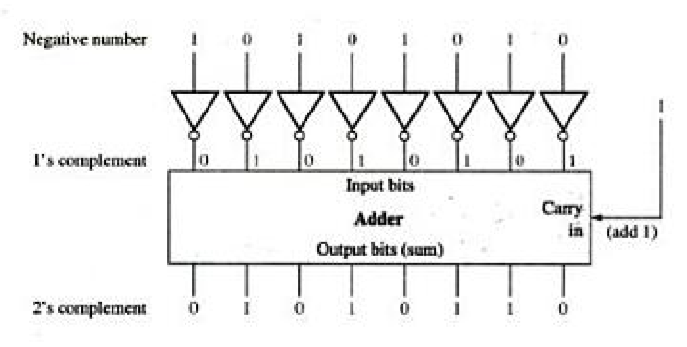 Negative number 1 0 1 0 1 0 1 0
1
1's complement 0 1 0 1 0 1 0 1
Input bits
Adder
Carry
in
(add 1)
Output bits (sum)
2's complement 0 1 0 1 0 1 1 0